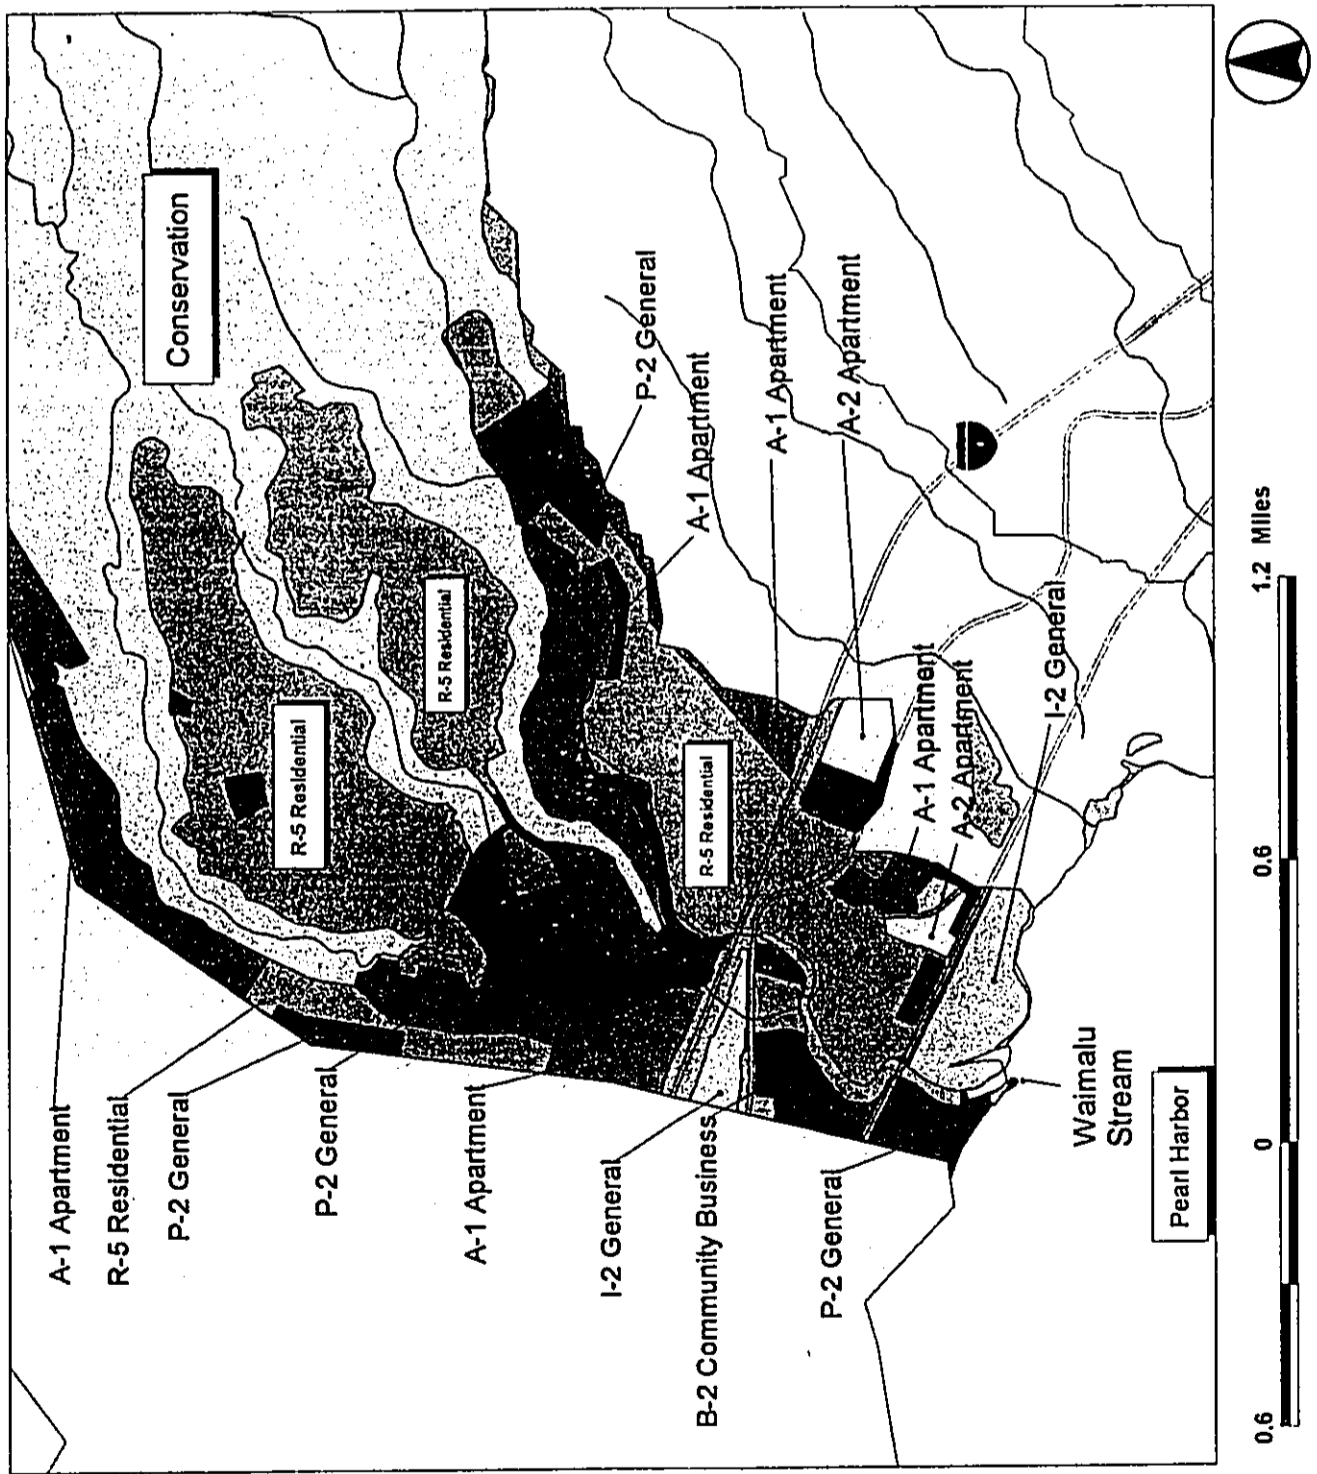 Conservation
R-5 Residential
R-5 Residential
R-5 Residential
P-2 General
A-1 Apartment
A-1 Apartment
A-2 Apartment
A-1 Apartment
A-2 Apartment
I-2 General
A-1 Apartment
R-5 Residential
P-2 General
P-2 General
A-1 Apartment
I-2 General
B-2 Community Business
P-2 General
Waimalu
Stream
Pearl Harbor
0.6 0 0.6 1.2 Miles